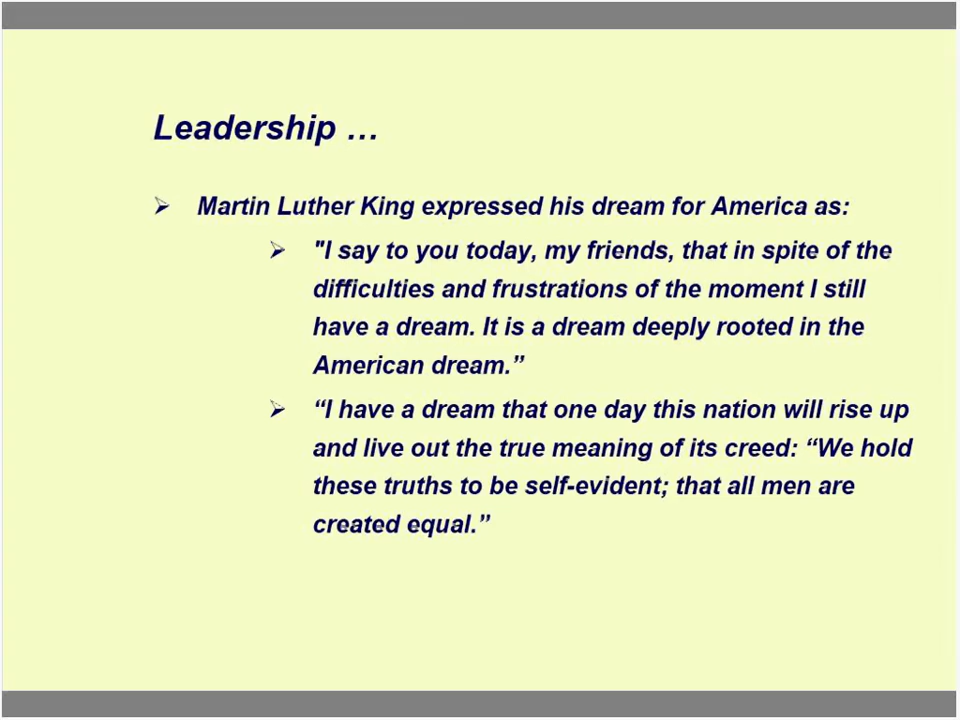 Leadership …
➢ Martin Luther King expressed his dream for America as:
➢ "I say to you today, my friends, that in spite of the
difficulties and frustrations of the moment I still
have a dream. It is a dream deeply rooted in the
American dream.”
➢ “I have a dream that one day this nation will rise up
and live out the true meaning of its creed: “We hold
these truths to be self-evident; that all men are
created equal.”